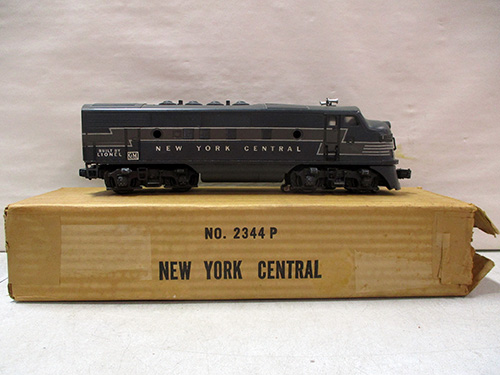 BUILT BY
LIONEL
GM
NEW YORK CENTRAL
NO. 2344 P
NEW YORK CENTRAL